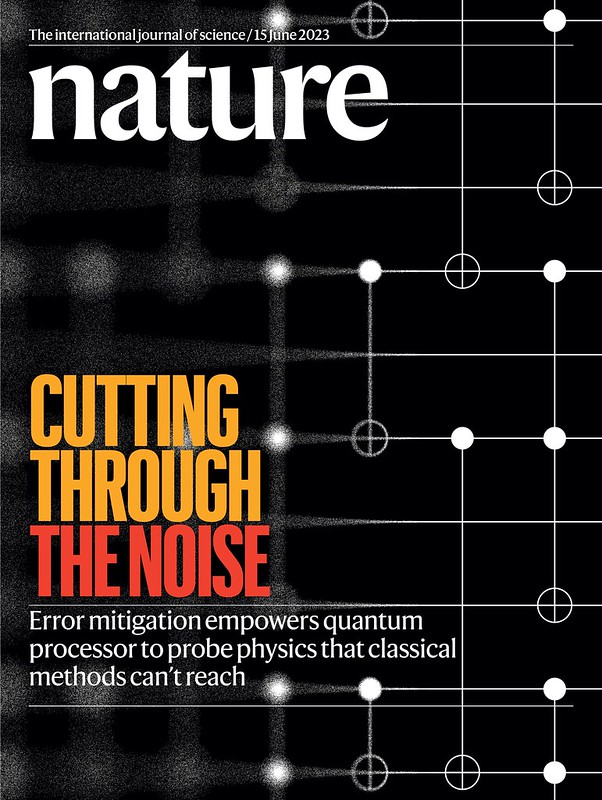 The international journal of science / 15 June 2023
nature
CUTTING
THROUGH
THE NOISE
Error mitigation empowers quantum
processor to probe physics that classical
methods can't reach